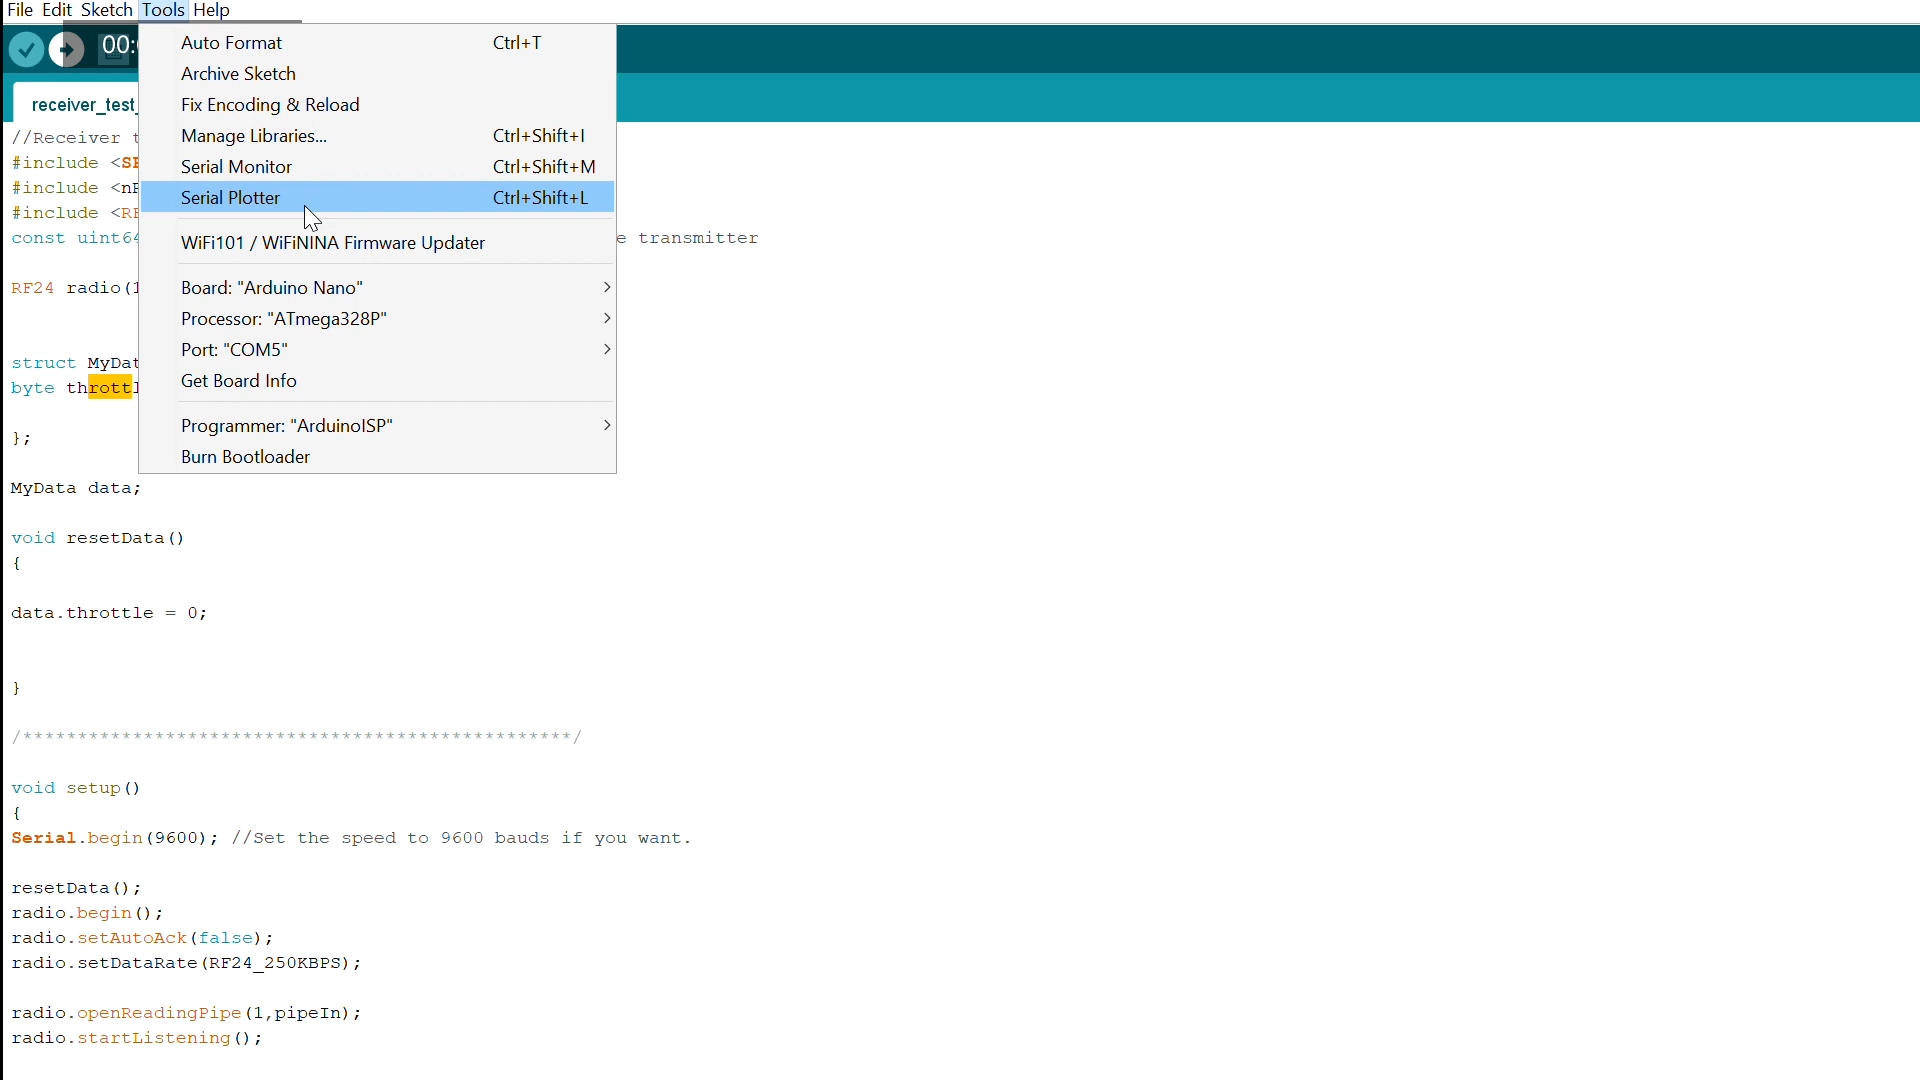 File Edit Sketch Tools Help
00:
Auto Format Ctrl+T
Archive Sketch
receiver_test_
Fix Encoding & Reload
//Receiver
Manage Libraries... Ctrl+Shift+I
#include <
Serial Monitor Ctrl+Shift+M
#include <
Serial Plotter Ctrl+Shift+L
#include <
const uint64
WiFi101 / WiFiNINA Firmware Updater
e transmitter
RF24 radio(1
Board: "Arduino Nano"
Processor: "ATmega328P"
Port: "COM5"
struct MyDat
Get Board Info
byte throttl
Programmer: "ArduinoISP"
};
Burn Bootloader
MyData data;
void resetData()
{
data.throttle = 0;
}
/**************************************************/
void setup()
{
Serial.begin(9600); //Set the speed to 9600 bauds if you want.
resetData();
radio.begin();
radio.setAutoAck(false);
radio.setDataRate(RF24_250KBPS);
radio.openReadingPipe(1,pipeIn);
radio.startListening();